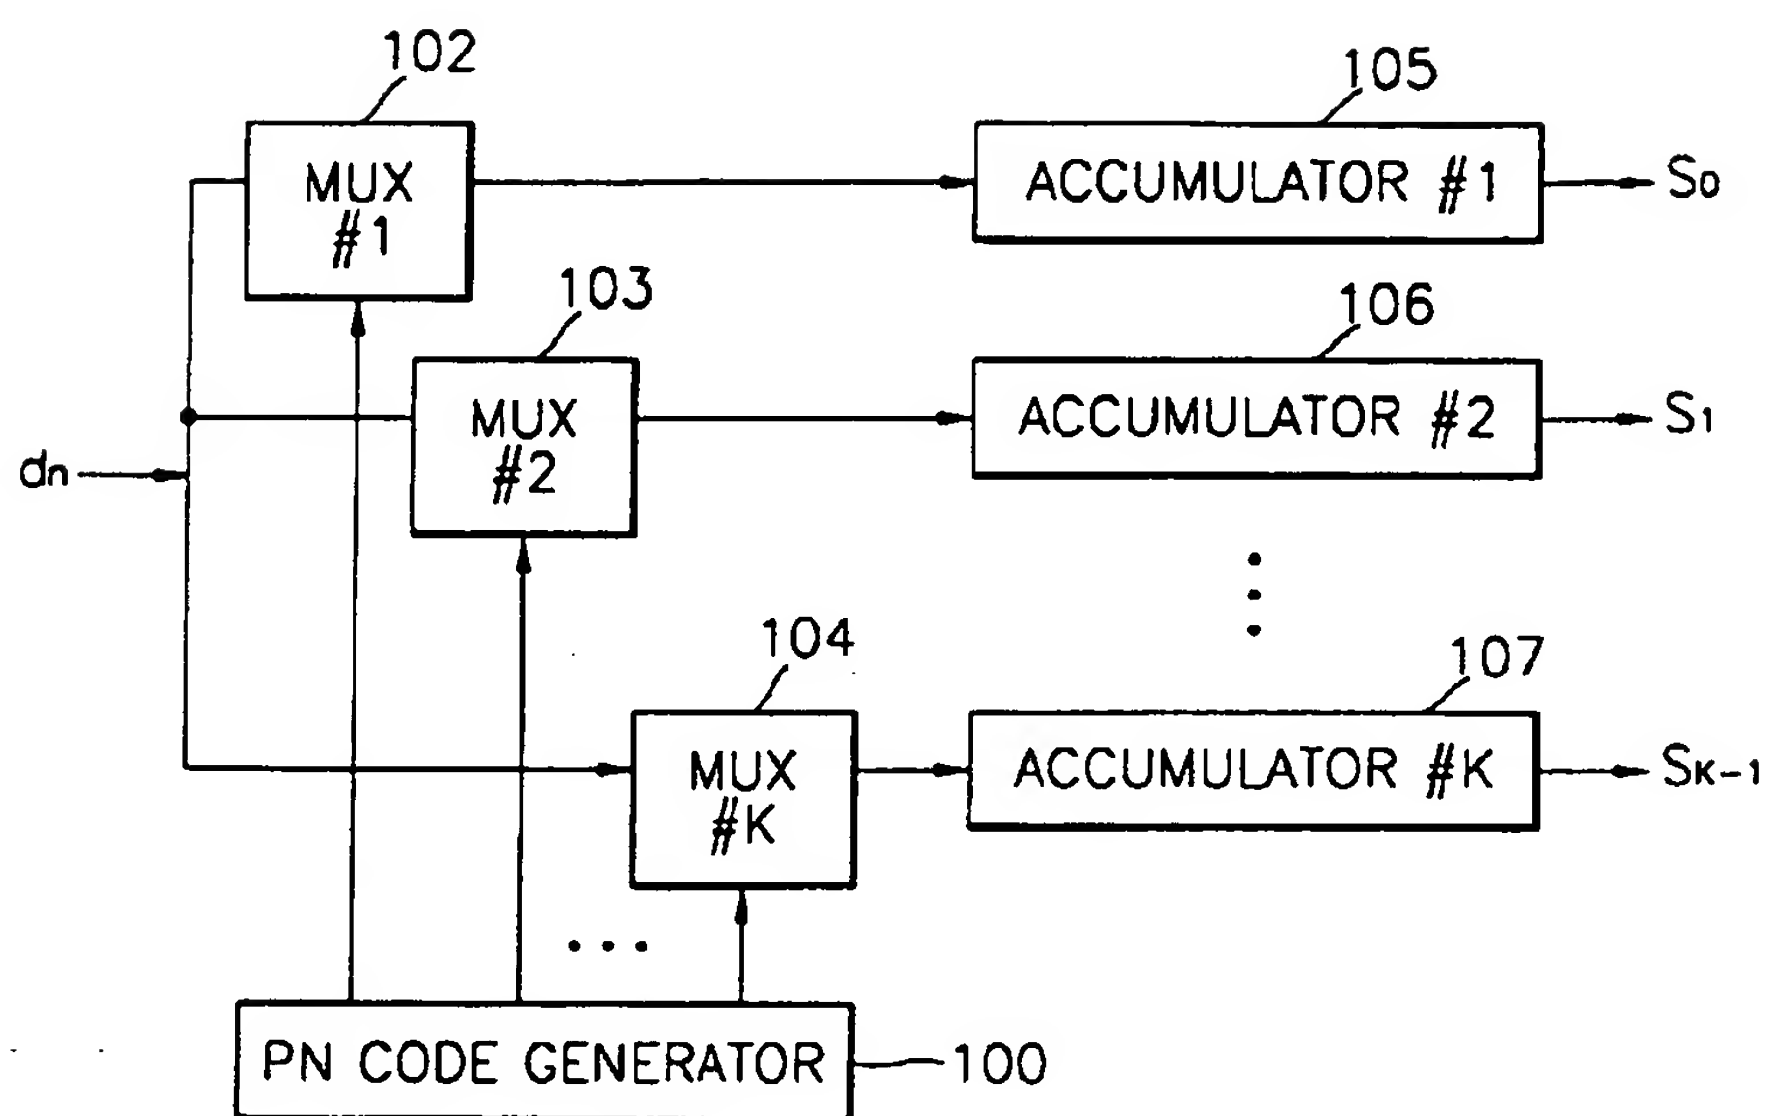 102
105
MUX
#1
ACCUMULATOR #1
S0
103
106
MUX
#2
ACCUMULATOR #2
S1
dn
104
107
MUX
#K
ACCUMULATOR #K
SK-1
PN CODE GENERATOR
100